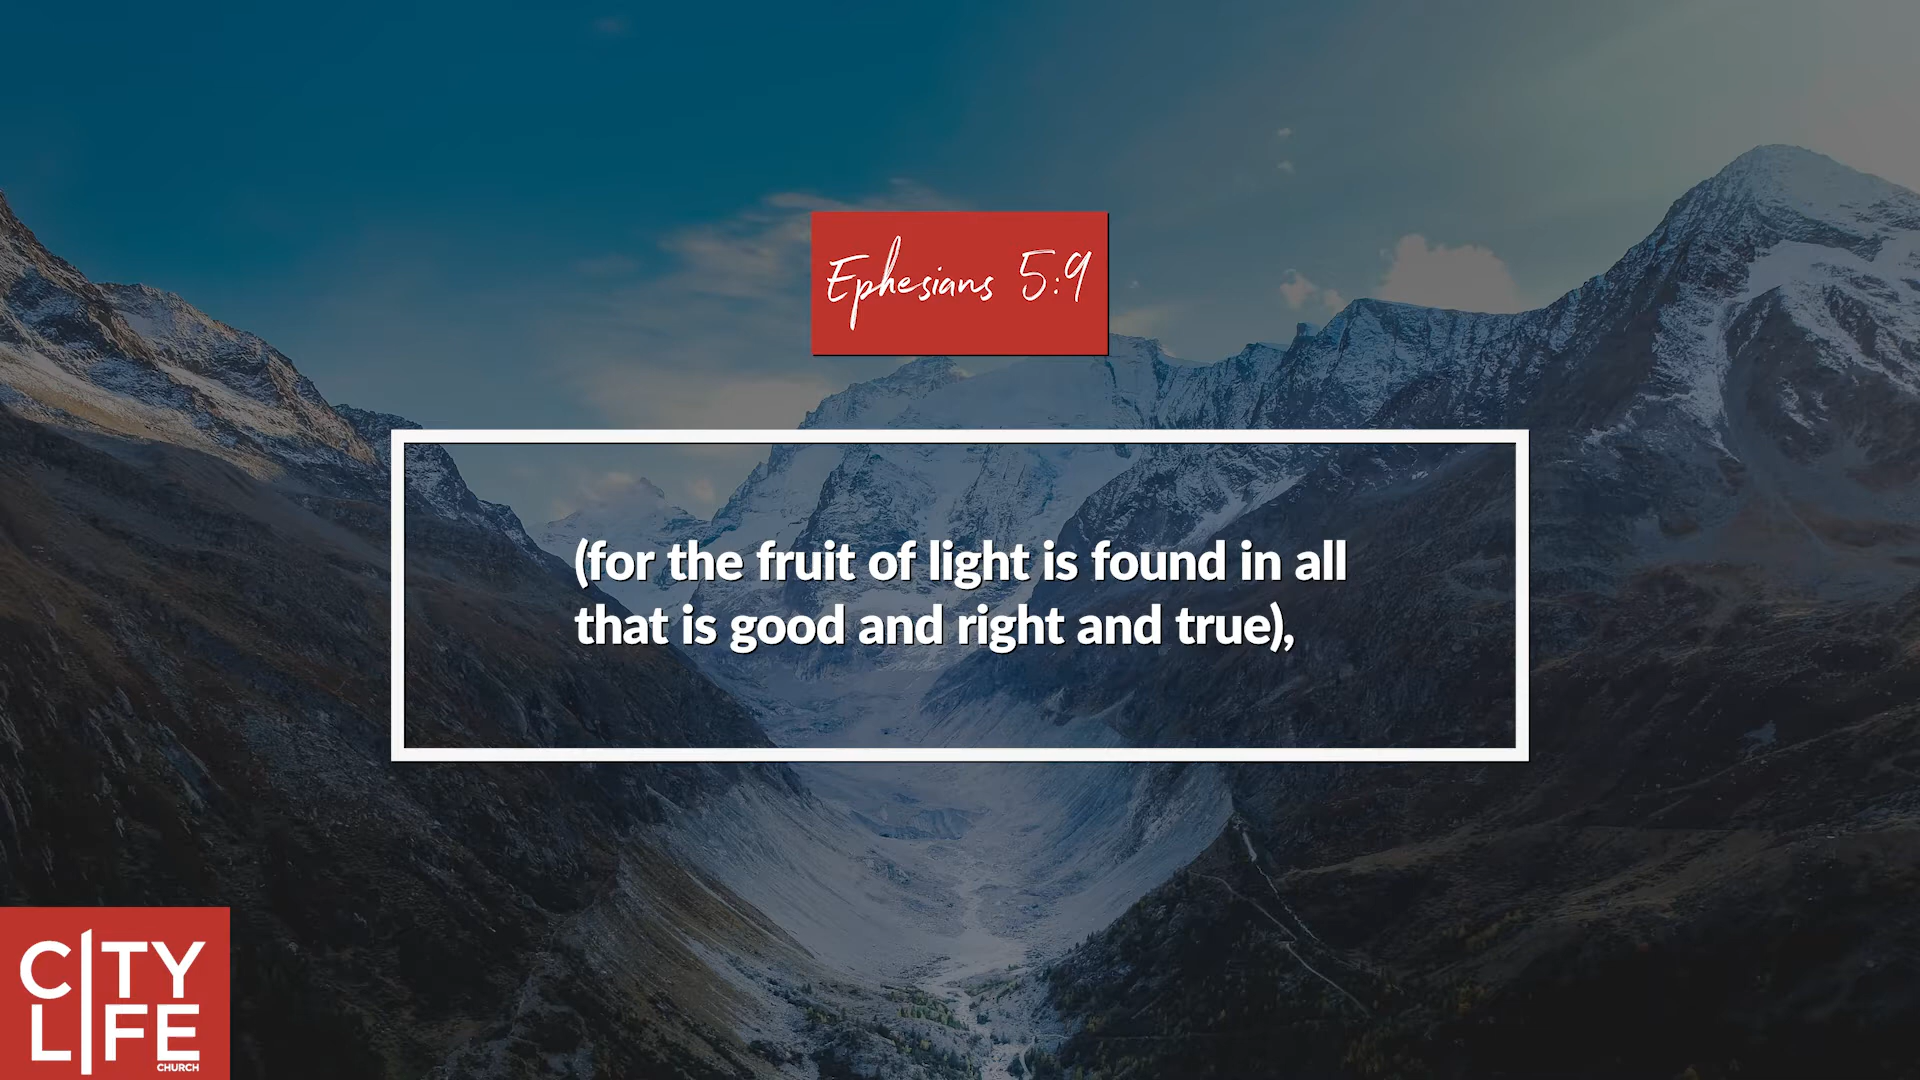 Ephesians 5:9
(for the fruit of light is found in all
that is good and right and true),
CITY
LIFE
CHURCH